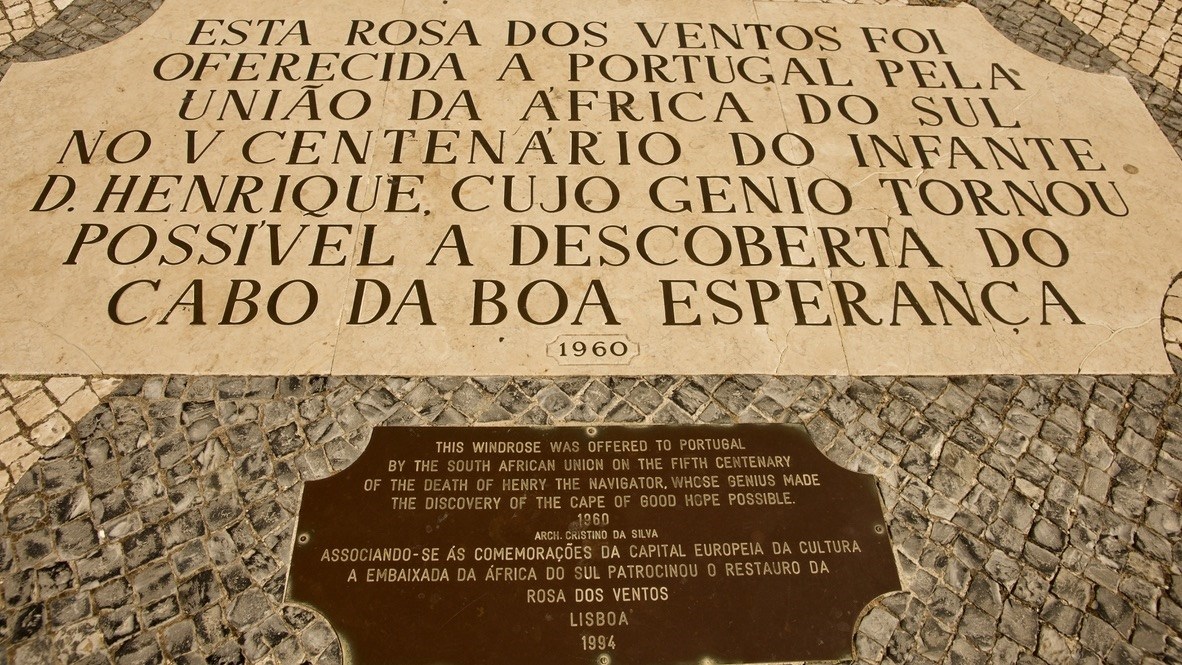 ESTA ROSA DOS VENTOS FOI
OFERECIDA A PORTUGAL PELA
UNIÃO DA ÁFRICA DO SUL
NO V CENTENÁRIO DO INFANTE
D. HENRIQUE, CUJO GENIO TORNOU
POSSÍVEL A DESCOBERTA DO
CABO DA BOA ESPERANÇA
1960
THIS WINDROSE WAS OFFERED TO PORTUGAL
BY THE SOUTH AFRICAN UNION ON THE FIFTH CENTENARY
OF THE DEATH OF HENRY THE NAVIGATOR, WHOSE GENIUS MADE
THE DISCOVERY OF THE CAPE OF GOOD HOPE POSSIBLE.
1960
ARCH. CRISTINO DA SILVA
ASSOCIANDO-SE ÁS COMEMORAÇÕES DA CAPITAL EUROPEIA DA CULTURA
A EMBAIXADA DA ÁFRICA DO SUL PATROCINOU O RESTAURO DA
ROSA DOS VENTOS
LISBOA
1994